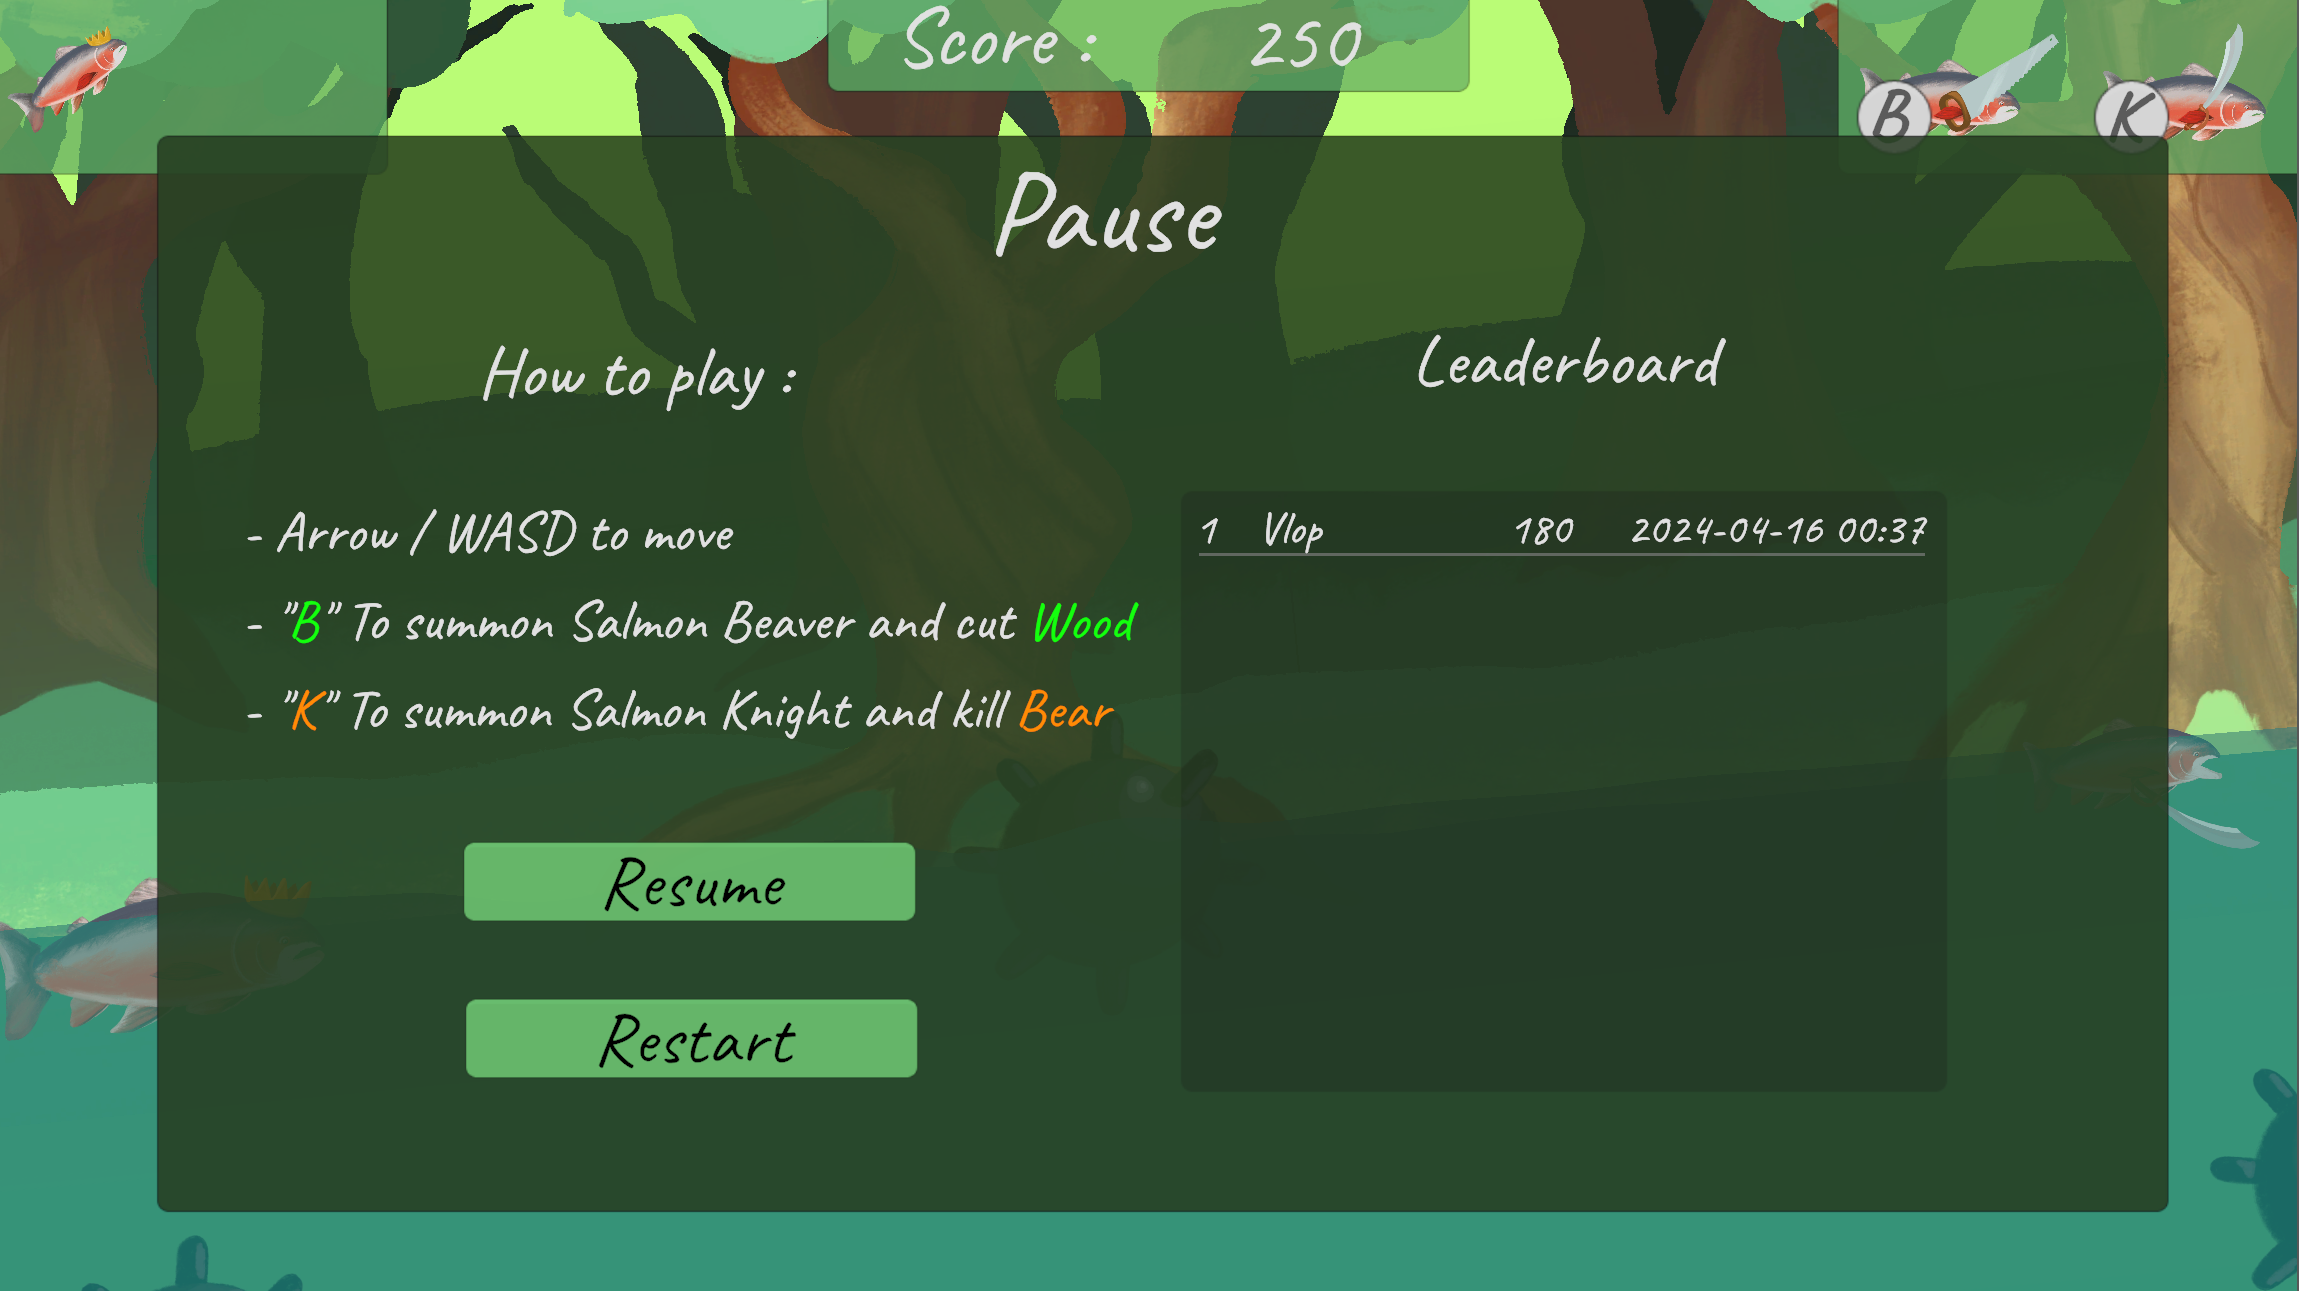 Score : 250
B K
Pause
How to play :
- Arrow / WASD to move
- "B" To summon Salmon Beaver and cut Wood
- "K" To summon Salmon Knight and kill Bear
Resume
Restart
Leaderboard
1 Vlop 180 2024-04-16 00:37